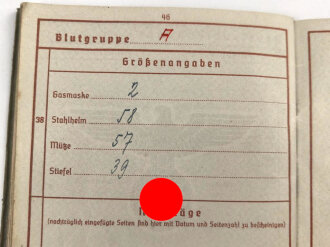 46
Blutgruppe A
Größenangaben
Gasmaske 2
38
Stahlhelm 58
Mütze 57
Stiefel 39
(nachträglich eingefügte Seiten sind hier mit Datum und Seitenzahl zu bescheinigen)